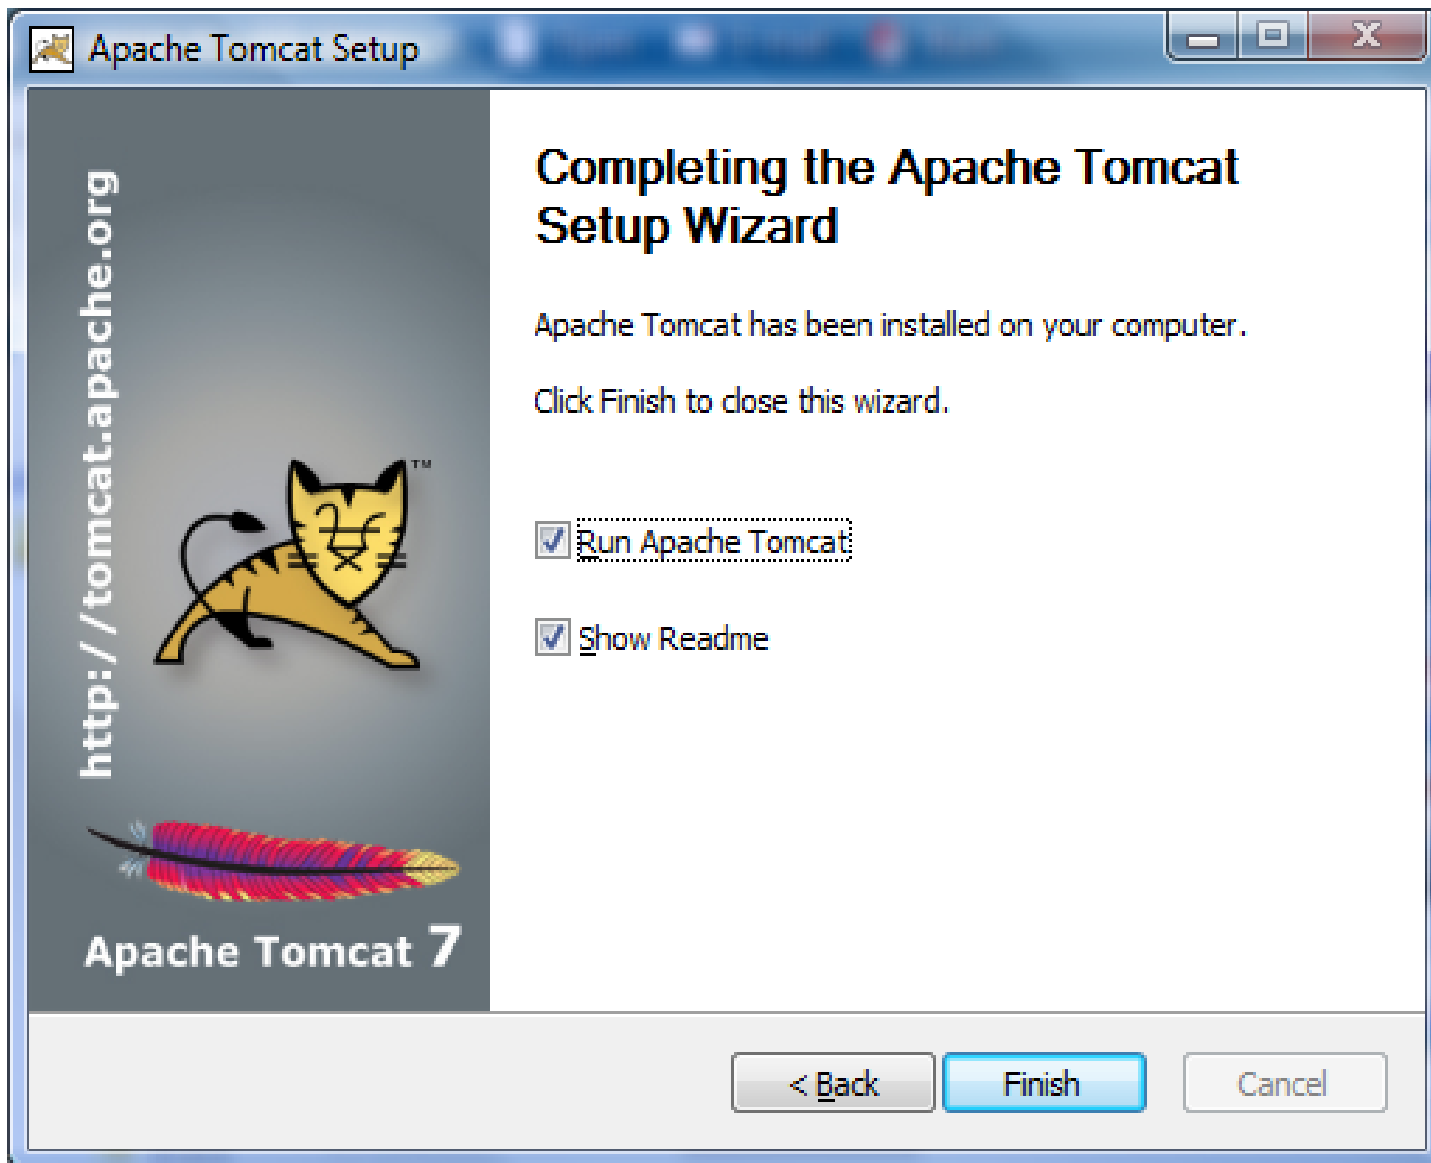 Apache Tomcat Setup
http://tomcat.apache.org
TM
Apache Tomcat 7
Completing the Apache Tomcat
Setup Wizard
Apache Tomcat has been installed on your computer.
Click Finish to close this wizard.
Run Apache Tomcat
Show Readme
< Back
Finish
Cancel